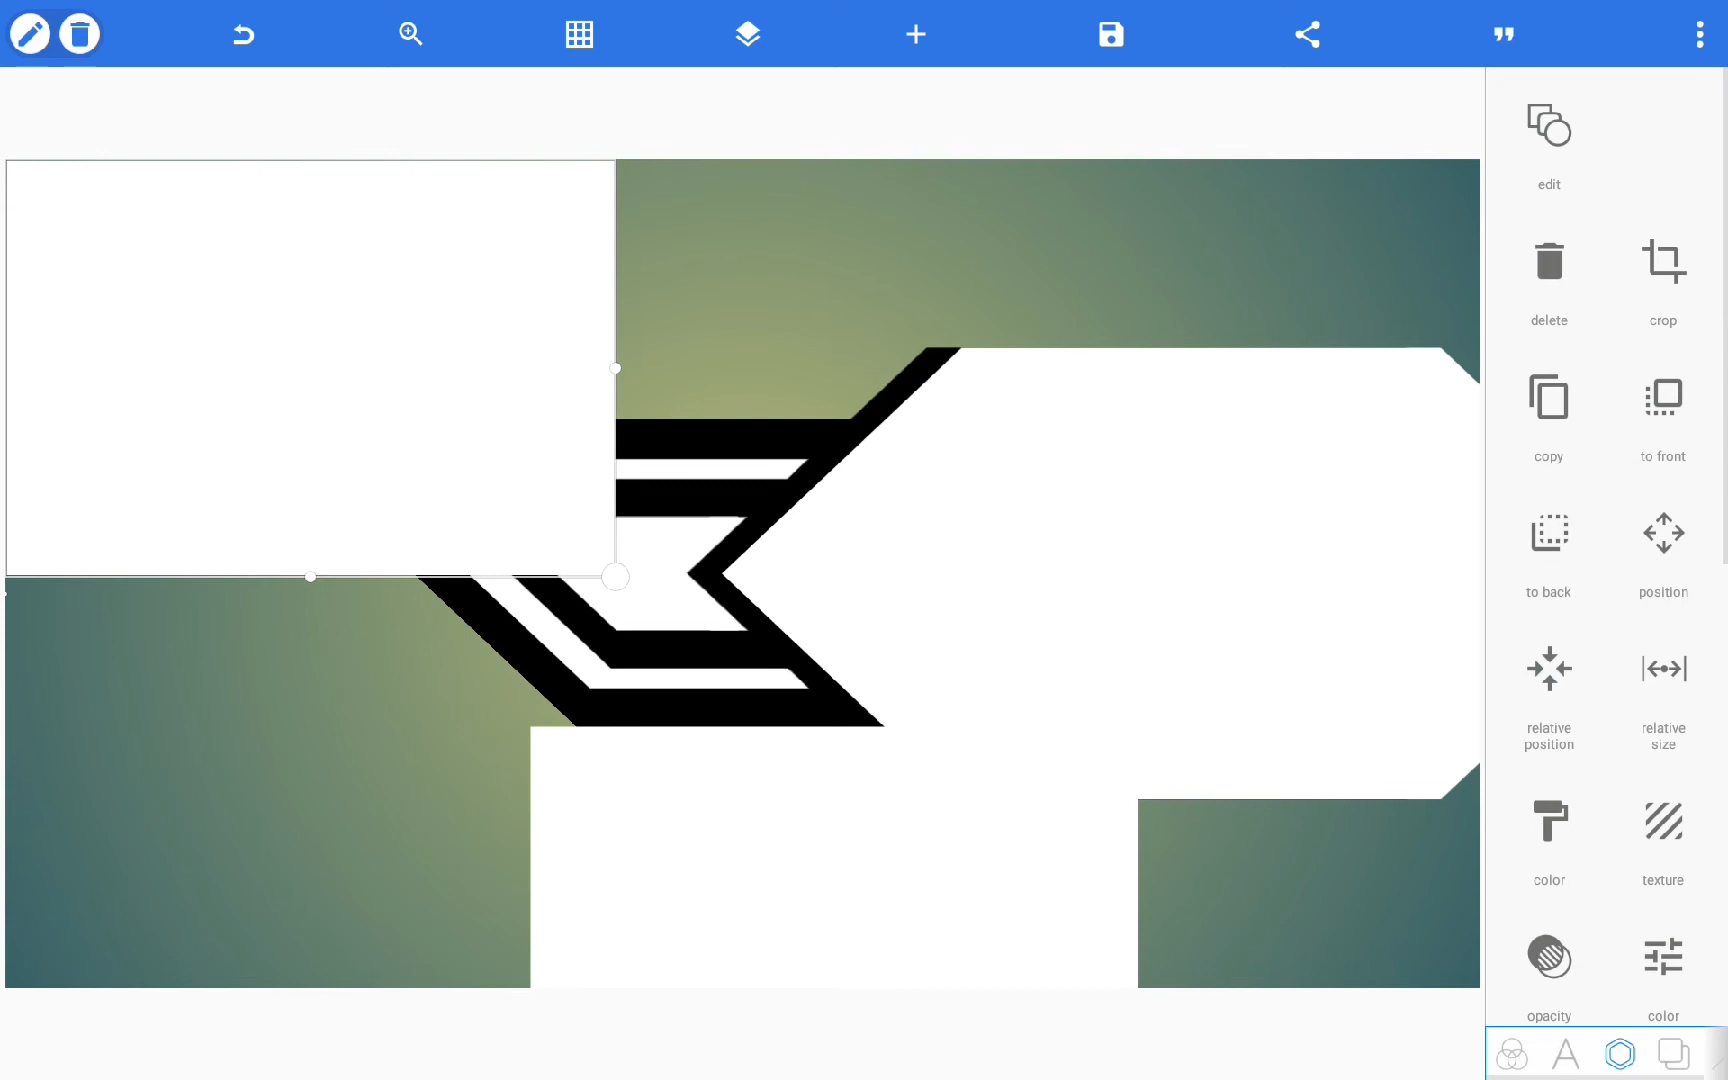 edit
delete
crop
copy
to front
to back
position
relative
position
relative
size
color
texture
opacity
color